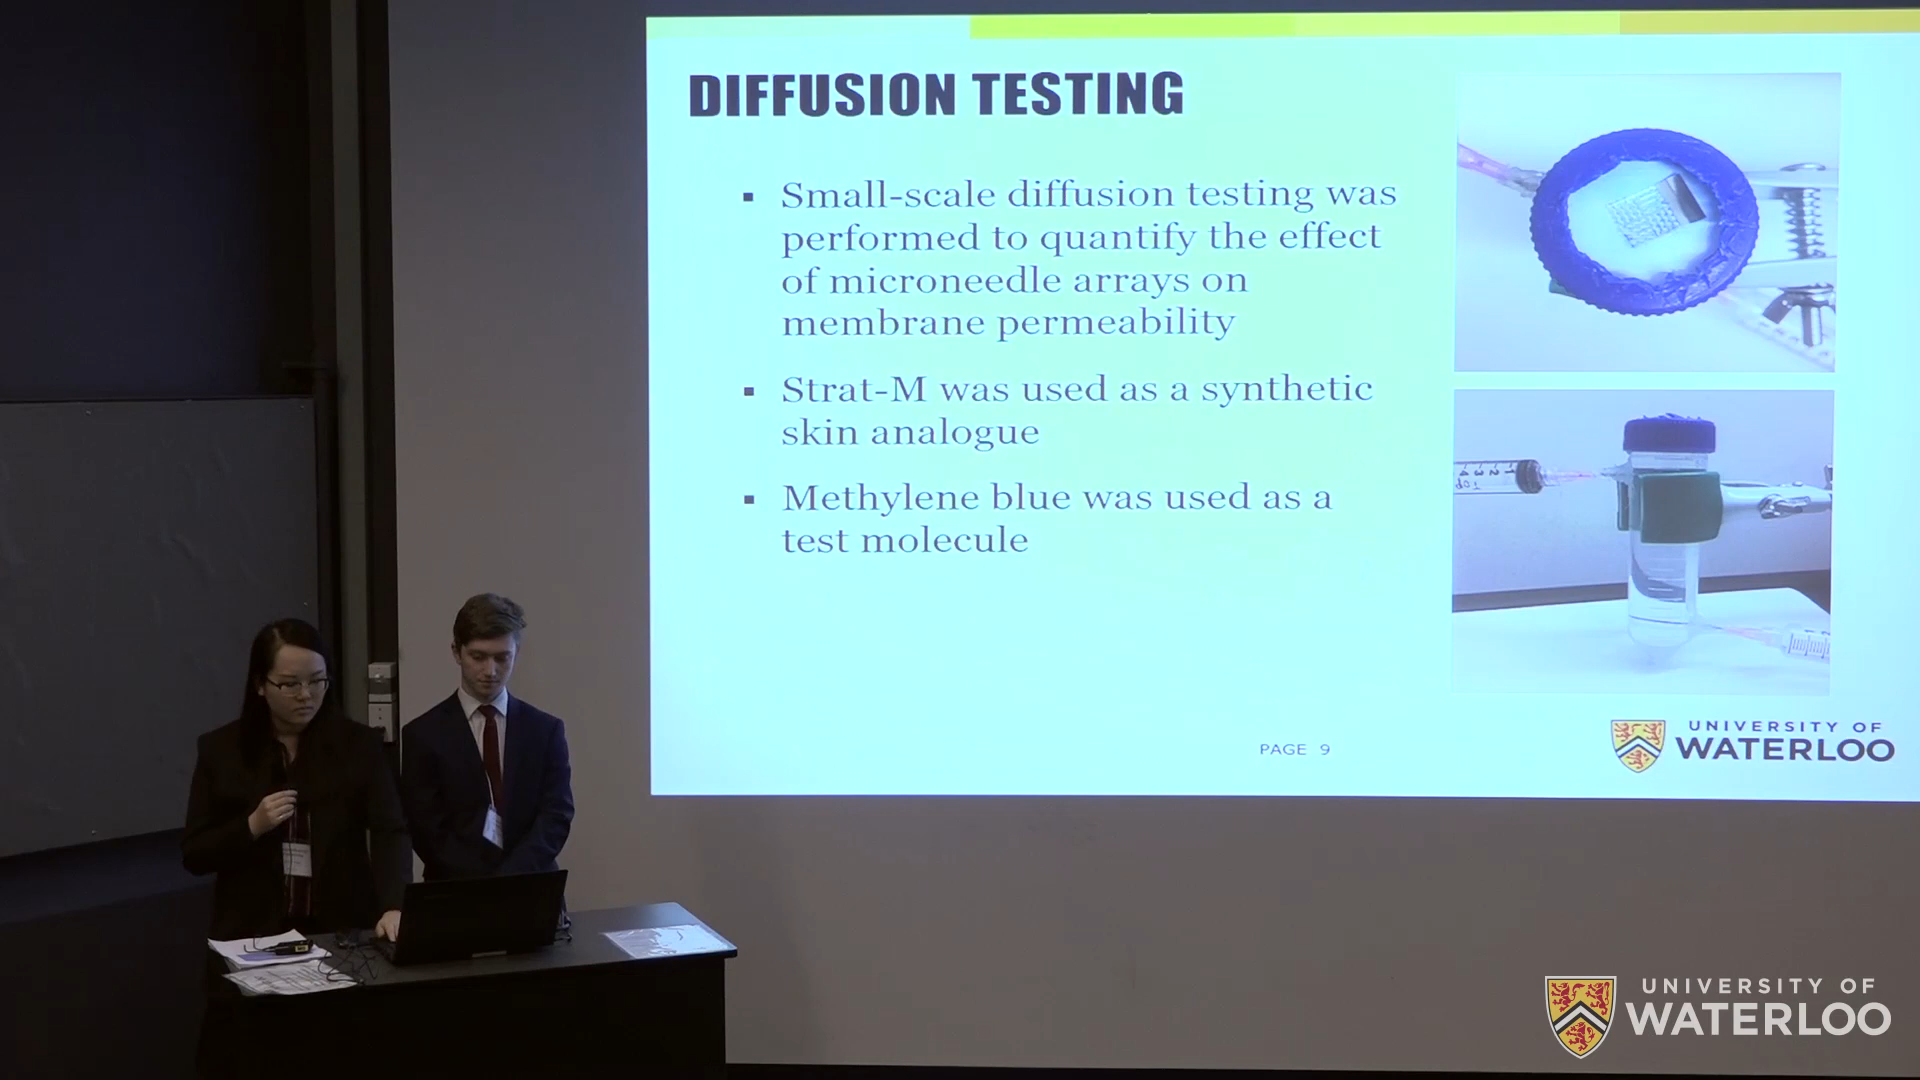 DIFFUSION TESTING
▪ Small-scale diffusion testing was
performed to quantify the effect
of microneedle arrays on
membrane permeability
▪ Strat-M was used as a synthetic
skin analogue
▪ Methylene blue was used as a
test molecule
PAGE 9
UNIVERSITY OF
WATERLOO
UNIVERSITY OF
WATERLOO